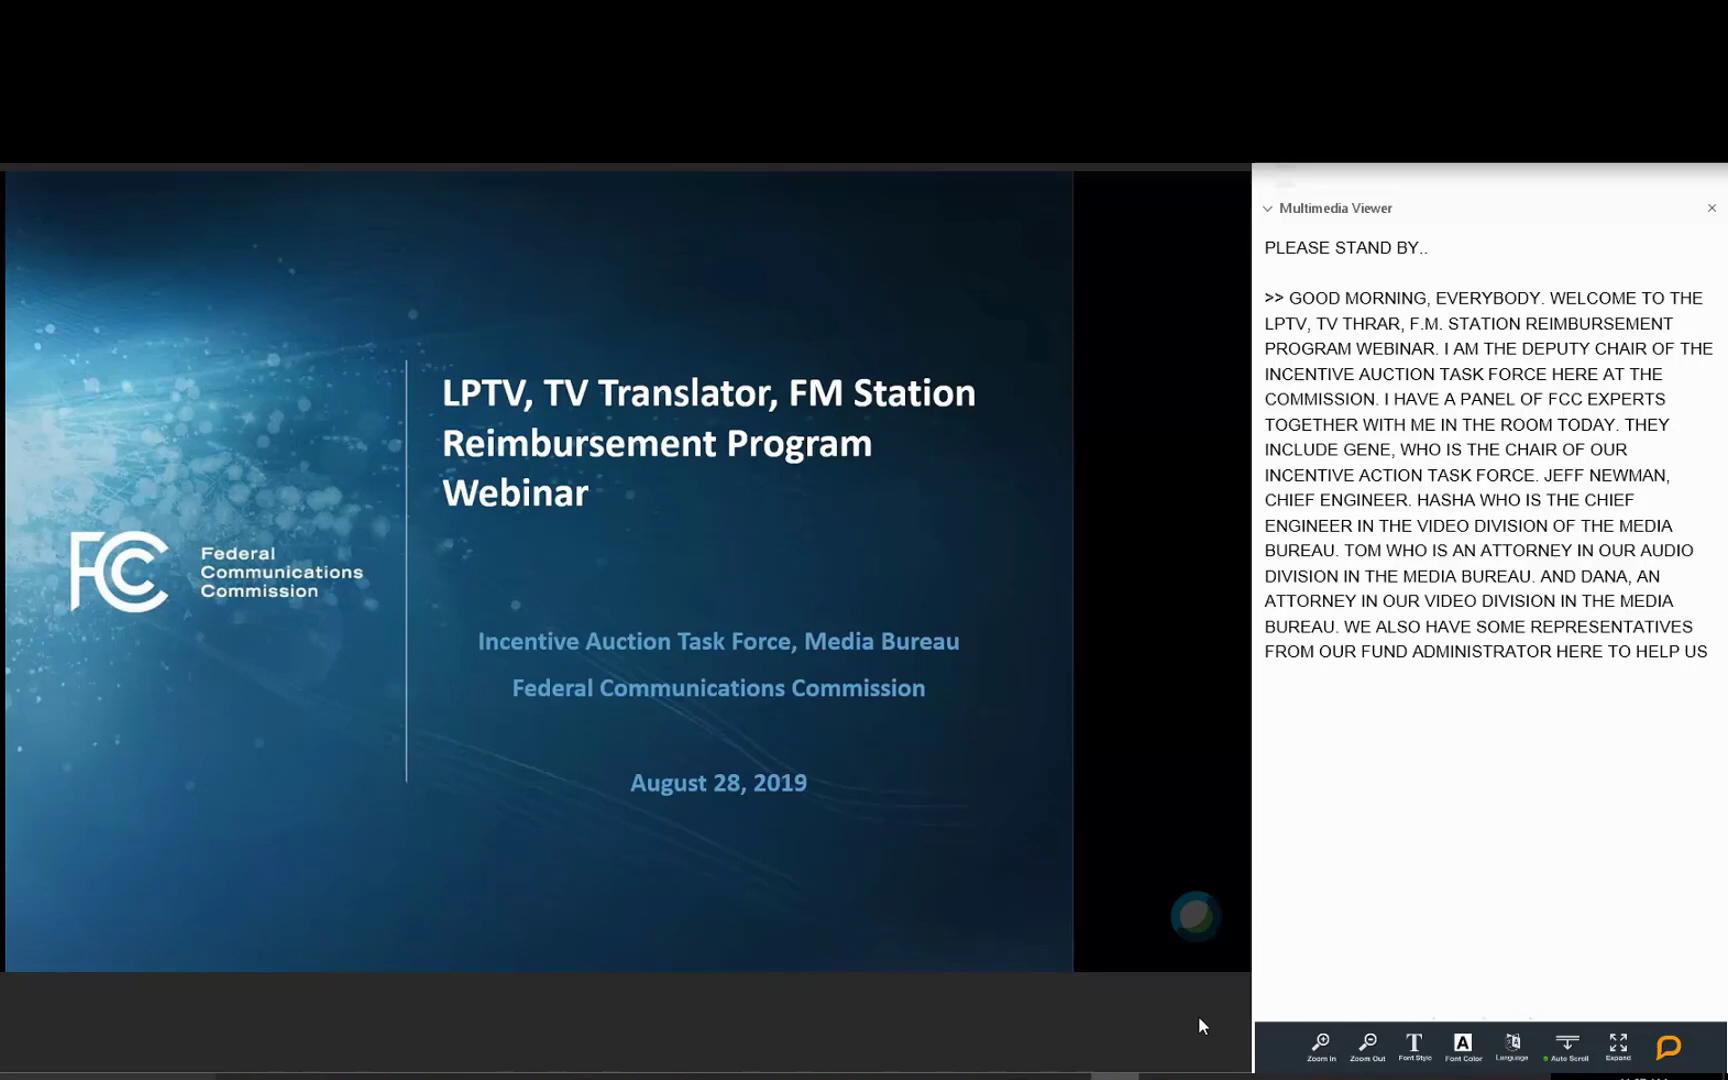 LPTV, TV Translator, FM Station
Reimbursement Program
Webinar
FCC
Federal
Communications
Commission
Incentive Auction Task Force, Media Bureau
Federal Communications Commission
August 28, 2019
Multimedia Viewer
PLEASE STAND BY..
>> GOOD MORNING, EVERYBODY. WELCOME TO THE
LPTV, TV THRAR, F.M. STATION REIMBURSEMENT
PROGRAM WEBINAR. I AM THE DEPUTY CHAIR OF THE
INCENTIVE AUCTION TASK FORCE HERE AT THE
COMMISSION. I HAVE A PANEL OF FCC EXPERTS
TOGETHER WITH ME IN THE ROOM TODAY. THEY
INCLUDE GENE, WHO IS THE CHAIR OF OUR
INCENTIVE ACTION TASK FORCE. JEFF NEWMAN,
CHIEF ENGINEER. HASHA WHO IS THE CHIEF
ENGINEER IN THE VIDEO DIVISION OF THE MEDIA
BUREAU. TOM WHO IS AN ATTORNEY IN OUR AUDIO
DIVISION IN THE MEDIA BUREAU. AND DANA, AN
ATTORNEY IN OUR VIDEO DIVISION IN THE MEDIA
BUREAU. WE ALSO HAVE SOME REPRESENTATIVES
FROM OUR FUND ADMINISTRATOR HERE TO HELP US
Zoom In
Zoom Out
Font Style
Font Color
Language
Auto Scroll
Expand